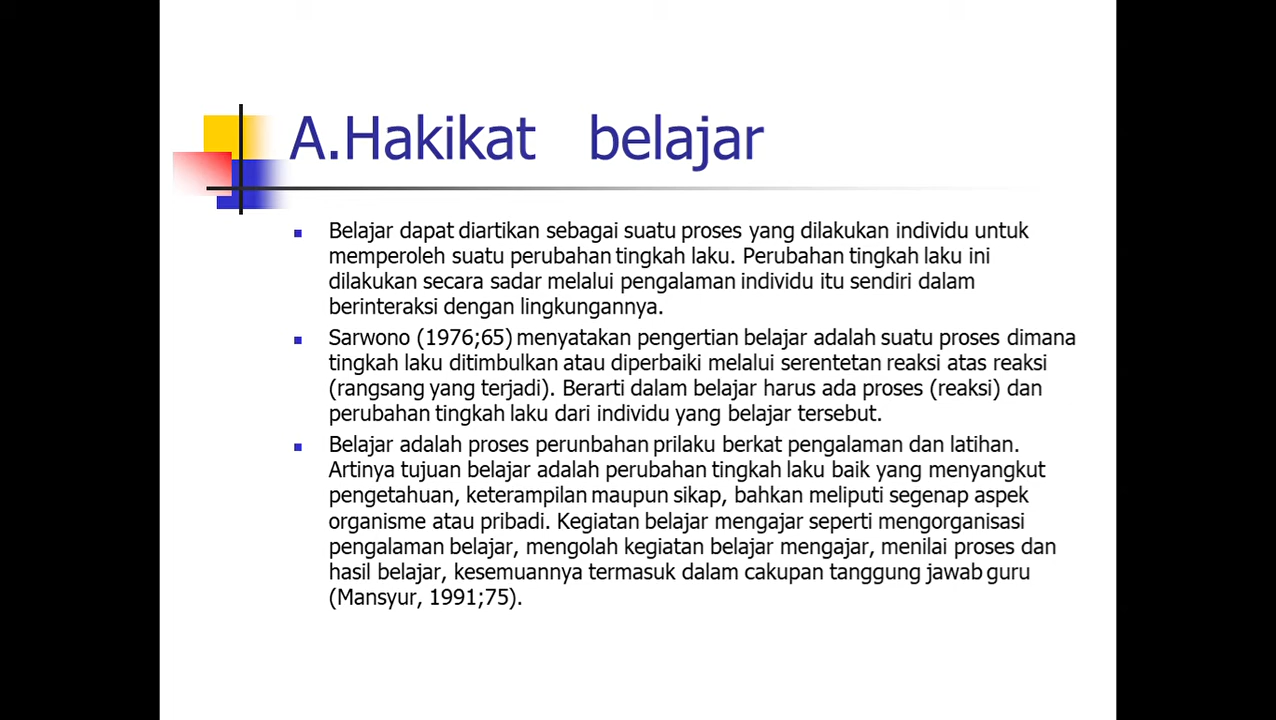 A.Hakikat belajar
Belajar dapat diartikan sebagai suatu proses yang dilakukan individu untuk
memperoleh suatu perubahan tingkah laku. Perubahan tingkah laku ini
dilakukan secara sadar melalui pengalaman individu itu sendiri dalam
berinteraksi dengan lingkungannya.
Sarwono (1976;65) menyatakan pengertian belajar adalah suatu proses dimana
tingkah laku ditimbulkan atau diperbaiki melalui serentetan reaksi atas reaksi
(rangsang yang terjadi). Berarti dalam belajar harus ada proses (reaksi) dan
perubahan tingkah laku dari individu yang belajar tersebut.
Belajar adalah proses perunbahan prilaku berkat pengalaman dan latihan.
Artinya tujuan belajar adalah perubahan tingkah laku baik yang menyangkut
pengetahuan, keterampilan maupun sikap, bahkan meliputi segenap aspek
organisme atau pribadi. Kegiatan belajar mengajar seperti mengorganisasi
pengalaman belajar, mengolah kegiatan belajar mengajar, menilai proses dan
hasil belajar, kesemuannya termasuk dalam cakupan tanggung jawab guru
(Mansyur, 1991;75).